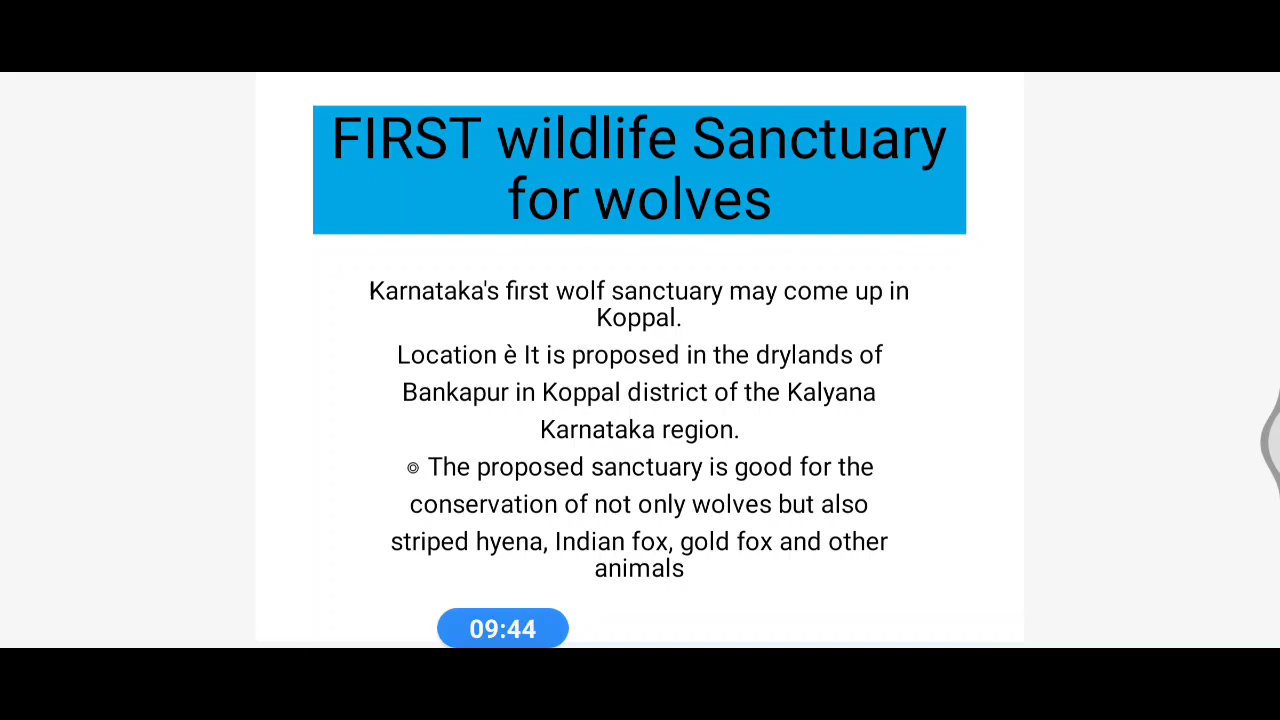 FIRST wildlife Sanctuary
for wolves
Karnataka's first wolf sanctuary may come up in
Koppal.
Location è It is proposed in the drylands of
Bankapur in Koppal district of the Kalyana
Karnataka region.
⌾ The proposed sanctuary is good for the
conservation of not only wolves but also
striped hyena, Indian fox, gold fox and other
animals
09:44